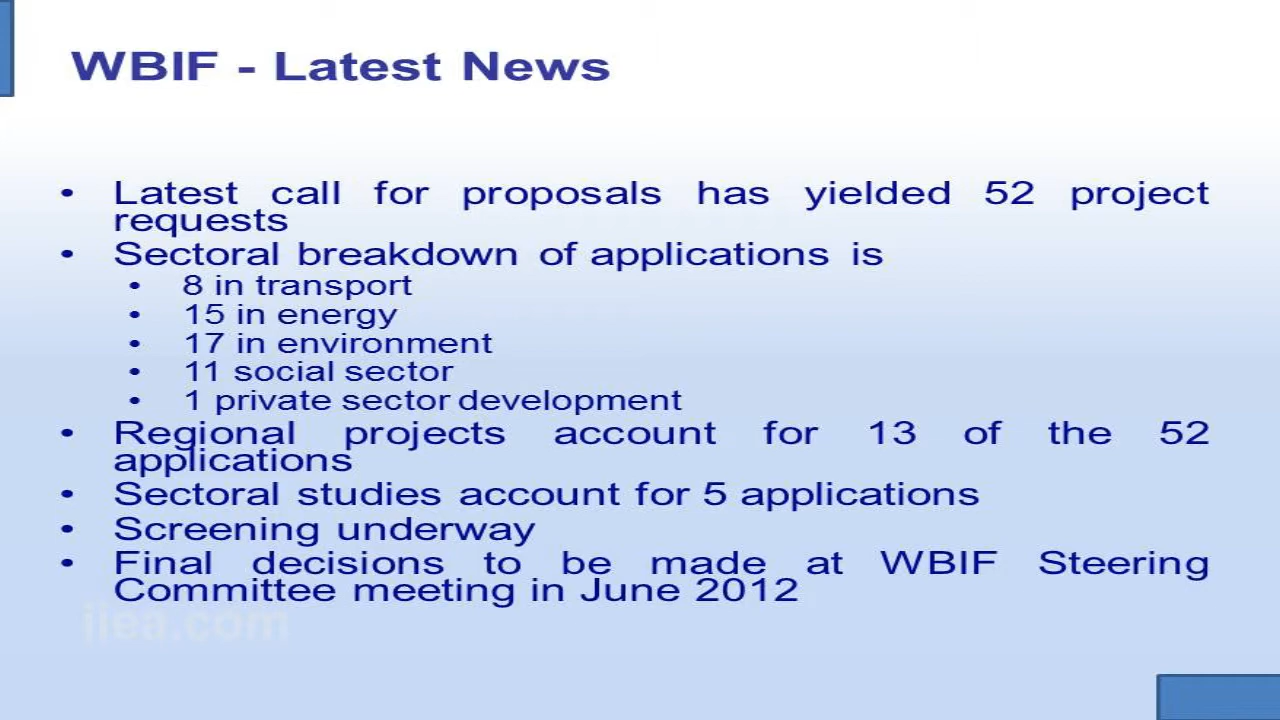 WBIF - Latest News
• Latest call for proposals has yielded 52 project
requests
• Sectoral breakdown of applications is
• 8 in transport
• 15 in energy
• 17 in environment
• 11 social sector
• 1 private sector development
• Regional projects account for 13 of the 52
applications
• Sectoral studies account for 5 applications
• Screening underway
• Final decisions to be made at WBIF Steering
Committee meeting in June 2012
iiea.com